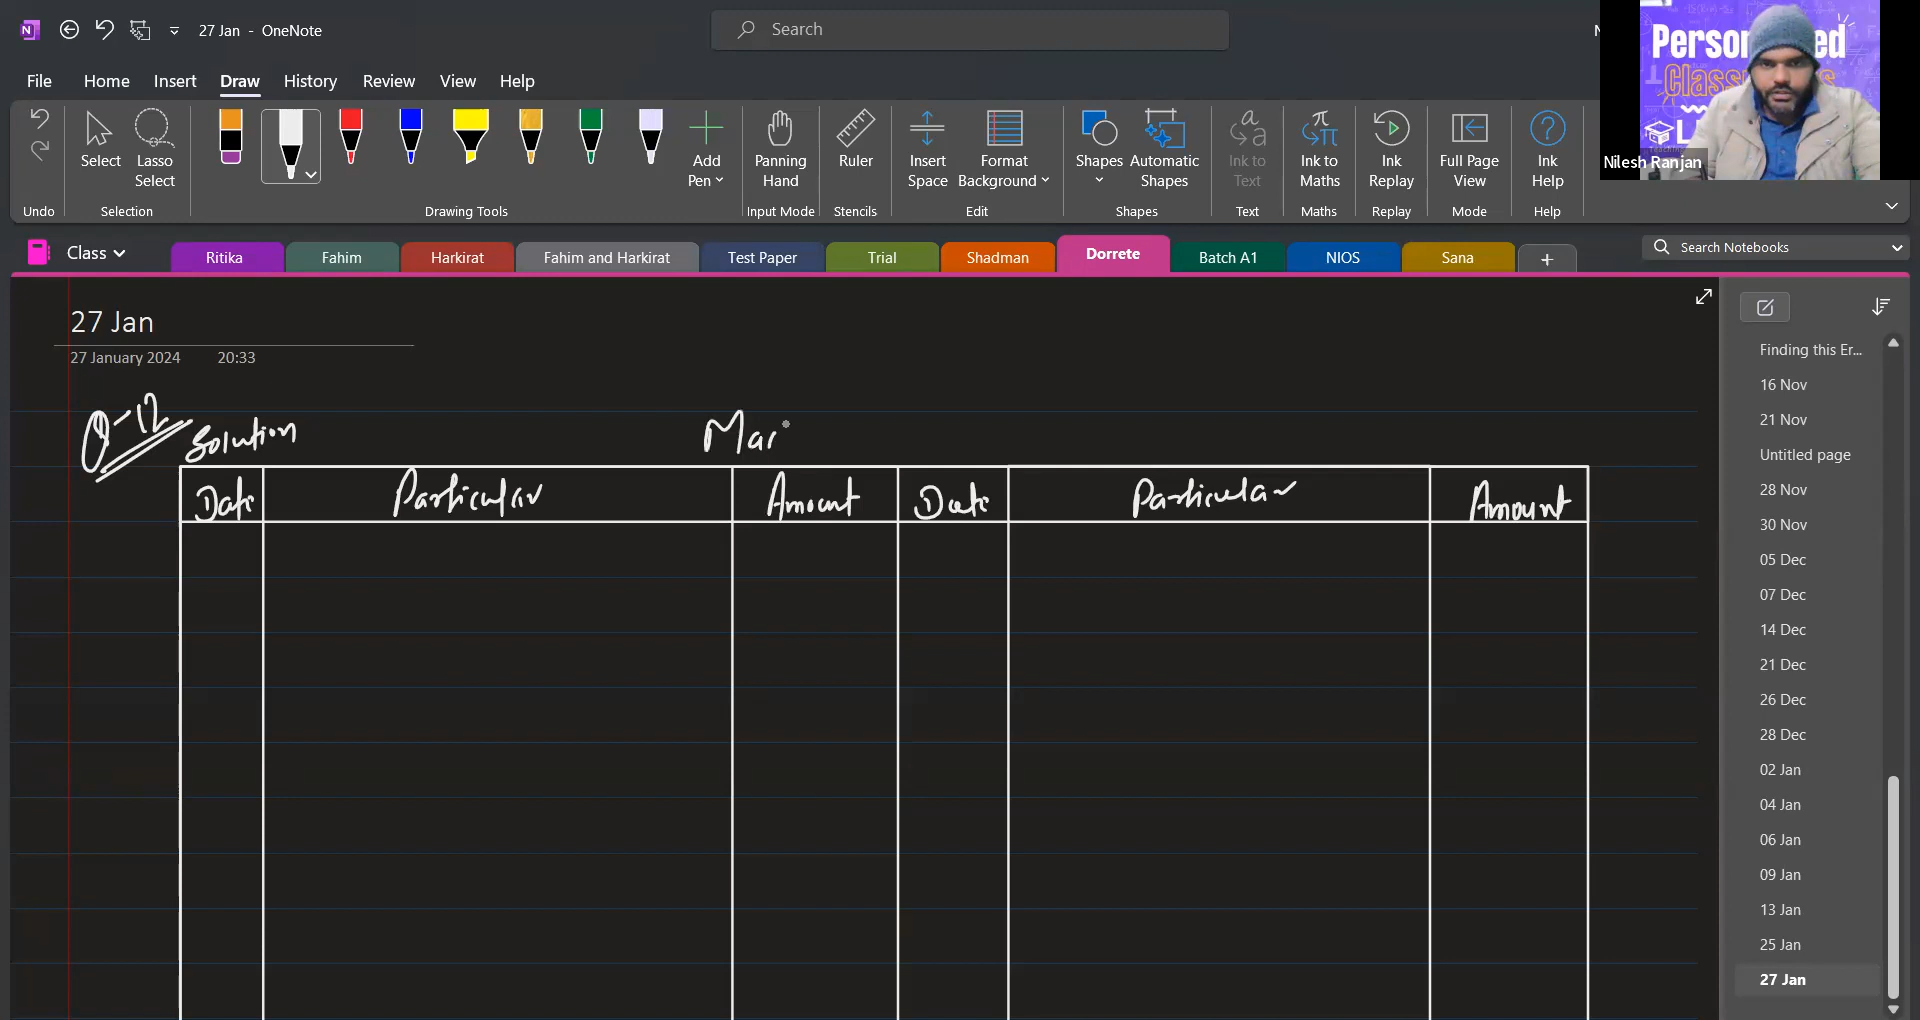 27 Jan - OneNote
Search
File Home Insert Draw History Review View Help
Select
Lasso Select
Add Pen
Panning Hand
Ruler
Insert Space
Format Background
Shapes
Automatic Shapes
Ink to Text
Ink to Maths
Ink Replay
Full Page View
Ink Help
Undo Selection Drawing Tools Input Mode Stencils Edit Shapes Text Maths Replay Mode Help
Nilesh Ranjan
Class
Ritika Fahim Harkirat Fahim and Harkirat Test Paper Trial Shadman Dorrete Batch A1 NIOS Sana
Search Notebooks
27 Jan
27 January 2024 20:33
Q-12 Solution Mar
Date Particular Amount Date Particular Amount
Finding this Er...
16 Nov
21 Nov
Untitled page
28 Nov
30 Nov
05 Dec
07 Dec
14 Dec
21 Dec
26 Dec
28 Dec
02 Jan
04 Jan
06 Jan
09 Jan
13 Jan
25 Jan
27 Jan